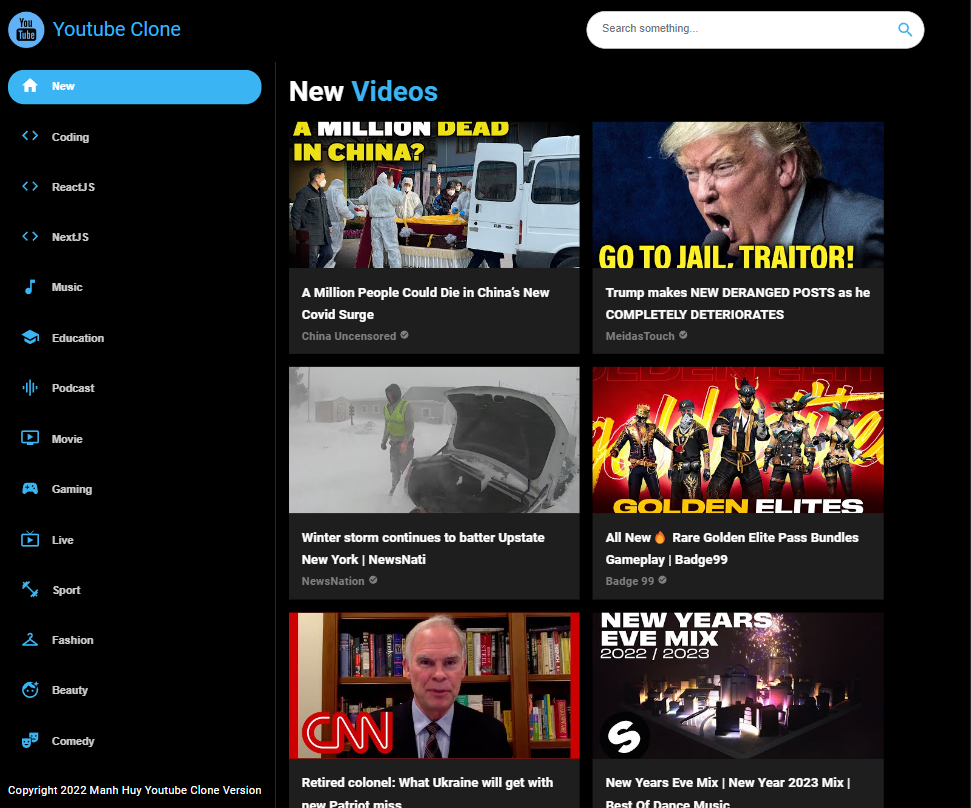 You
Tube
Youtube Clone
Search something...
New
Coding
ReactJS
NextJS
Music
Education
Podcast
Movie
Gaming
Live
Sport
Fashion
Beauty
Comedy
Copyright 2022 Manh Huy Youtube Clone Version
New Videos
A MILLION DEAD
IN CHINA?
A Million People Could Die in China’s New
Covid Surge
China Uncensored
GO TO JAIL, TRAITOR!
Trump makes NEW DERANGED POSTS as he
COMPLETELY DETERIORATES
MeidasTouch
Winter storm continues to batter Upstate
New York | NewsNati
NewsNation
GOLDEN ELITES
All New🔥 Rare Golden Elite Pass Bundles
Gameplay | Badge99
Badge 99
CNN
Retired colonel: What Ukraine will get with
new Patriot miss
NEW YEARS
EVE MIX
2022 / 2023
New Years Eve Mix | New Year 2023 Mix |
Best Of Dance Music